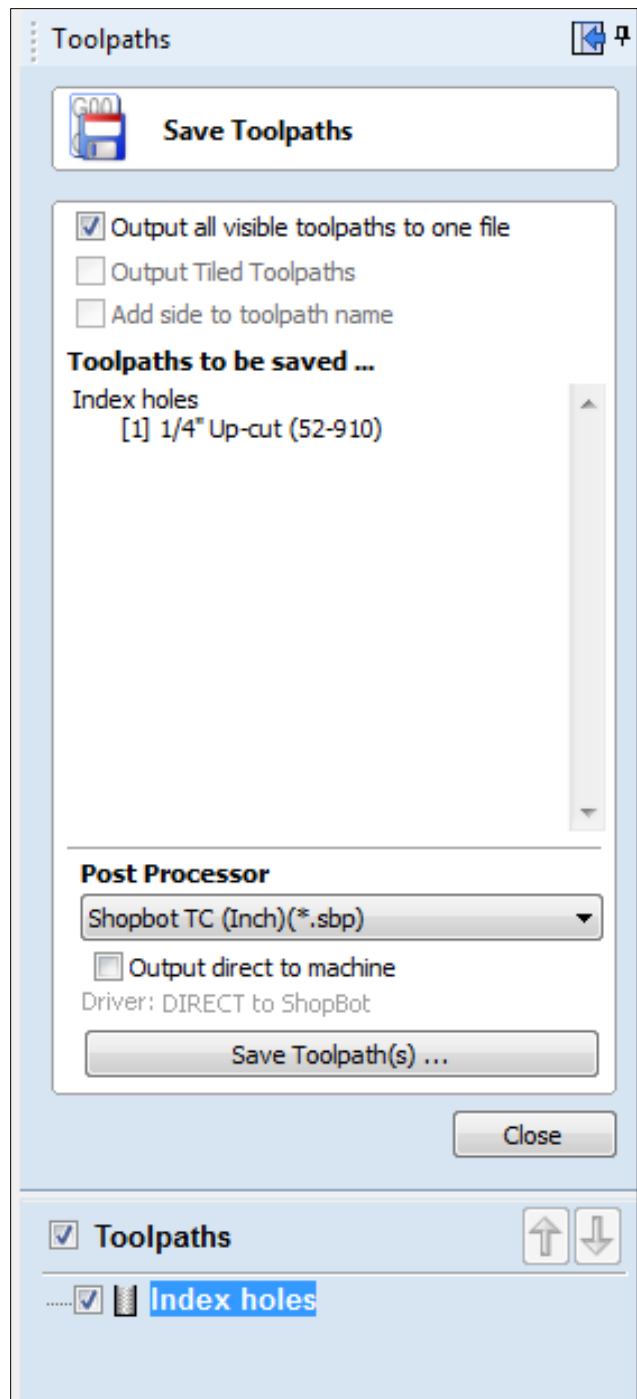 Toolpaths
G00
Save Toolpaths
Output all visible toolpaths to one file
Output Tiled Toolpaths
Add side to toolpath name
Toolpaths to be saved ...
Index holes
[1] 1/4" Up-cut (52-910)
Post Processor
Shopbot TC (Inch)(*.sbp)
Output direct to machine
Driver: DIRECT to ShopBot
Save Toolpath(s) ...
Close
Toolpaths
Index holes